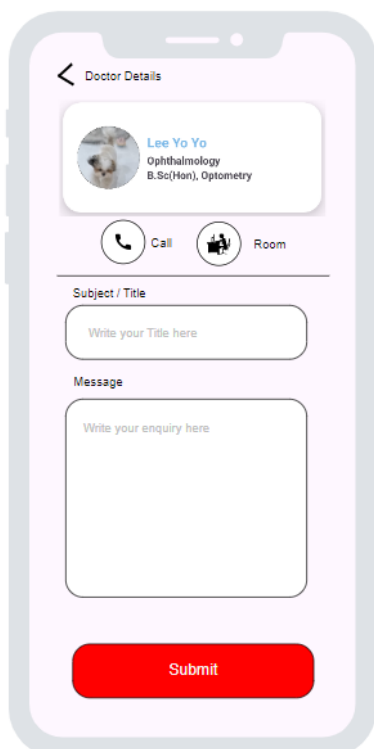 Doctor Details
Lee Yo Yo
Ophthalmology
B.Sc(Hon), Optometry
Call
Room
Subject / Title
Write your Title here
Message
Write your enquiry here
Submit